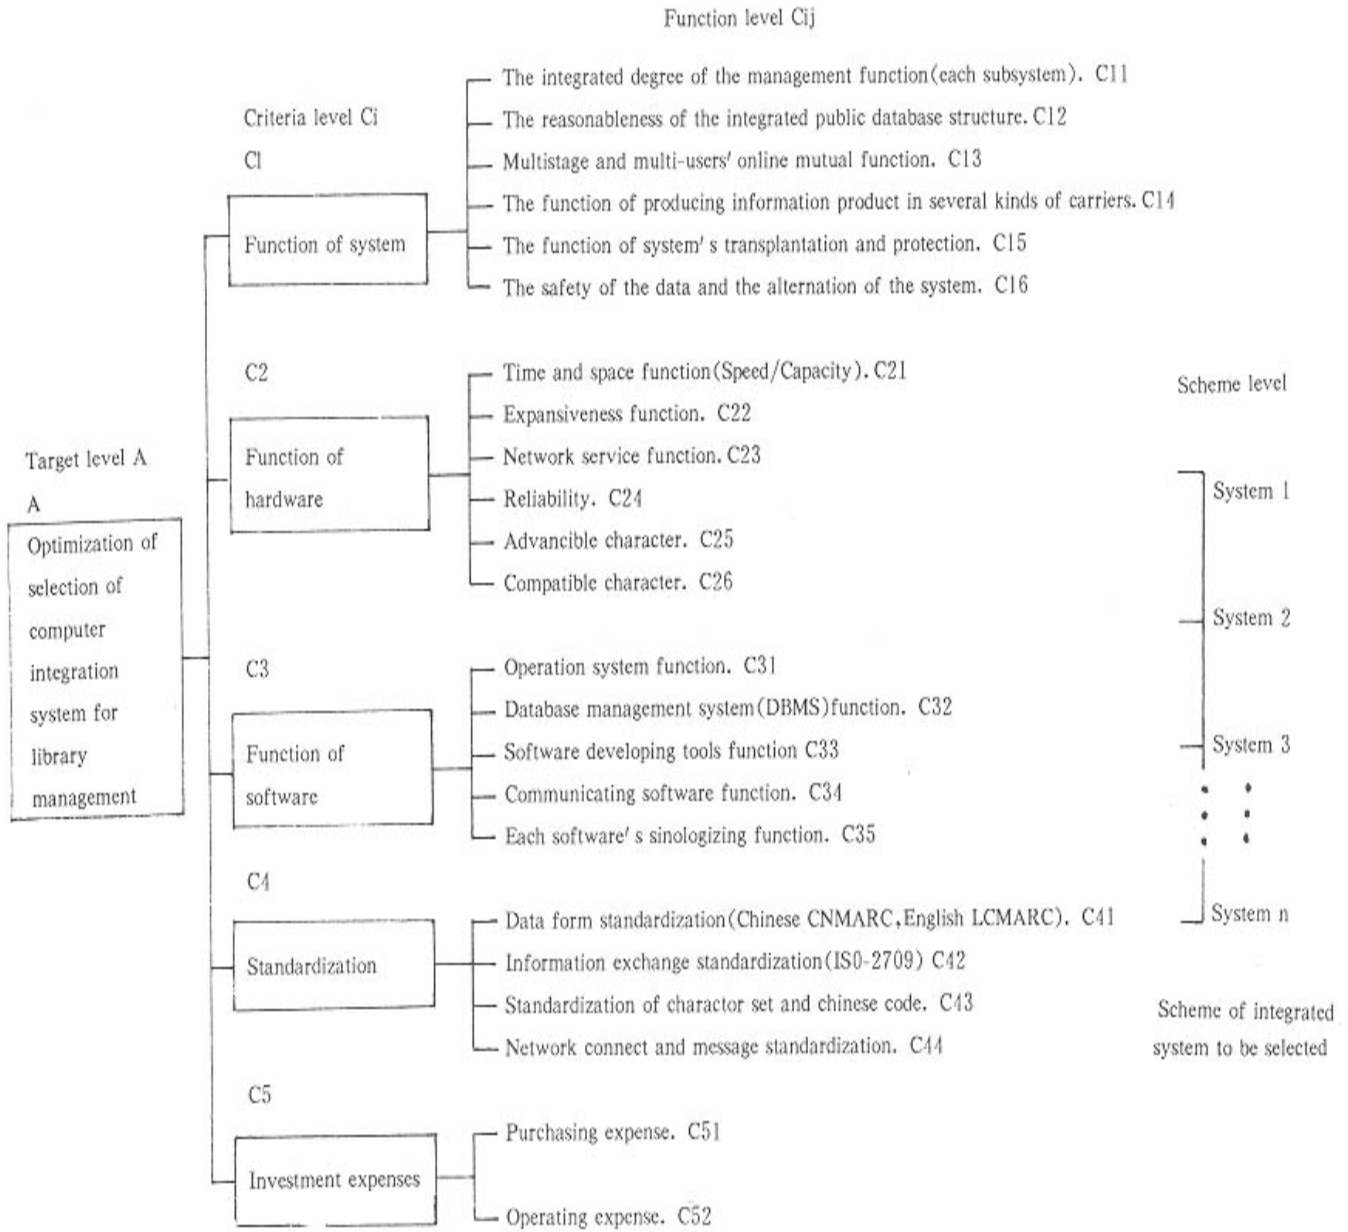 Function level Cij
The integrated degree of the management function(each subsystem). C11
Criteria level Ci
The reasonableness of the integrated public database structure. C12
C1
Multistage and multi-users' online mutual function. C13
The function of producing information product in several kinds of carriers. C14
Function of system
The function of system's transplantation and protection. C15
The safety of the data and the alternation of the system. C16
C2
Time and space function(Speed/Capacity). C21
Scheme level
Expansiveness function. C22
Function of
hardware
Network service function. C23
Reliability. C24
Advancible character. C25
Compatible character. C26
Target level A
A
Optimization of
selection of
computer
integration
system for
library
management
System 1
System 2
System 3
System n
C3
Operation system function. C31
Database management system(DBMS)function. C32
Function of
software
Software developing tools function C33
Communicating software function. C34
Each software's sinologizing function. C35
C4
Data form standardization(Chinese CNMARC,English LCMARC). C41
Standardization
Information exchange standardization(ISO-2709) C42
Standardization of charactor set and chinese code. C43
Network connect and message standardization. C44
Scheme of integrated
system to be selected
C5
Purchasing expense. C51
Investment expenses
Operating expense. C52